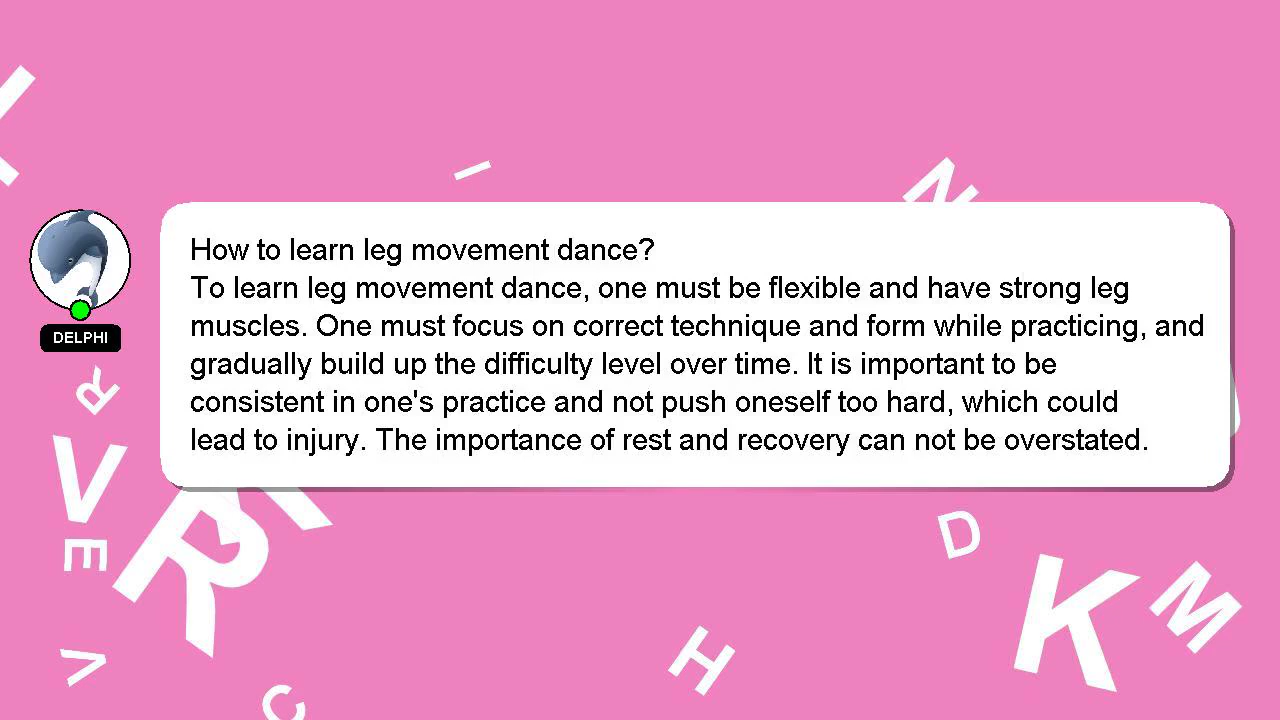 How to learn leg movement dance?
To learn leg movement dance, one must be flexible and have strong leg
muscles. One must focus on correct technique and form while practicing, and
gradually build up the difficulty level over time. It is important to be
consistent in one's practice and not push oneself too hard, which could
lead to injury. The importance of rest and recovery can not be overstated.
DELPHI
I
N
R
V
E
R
V
C
H
D
K
M